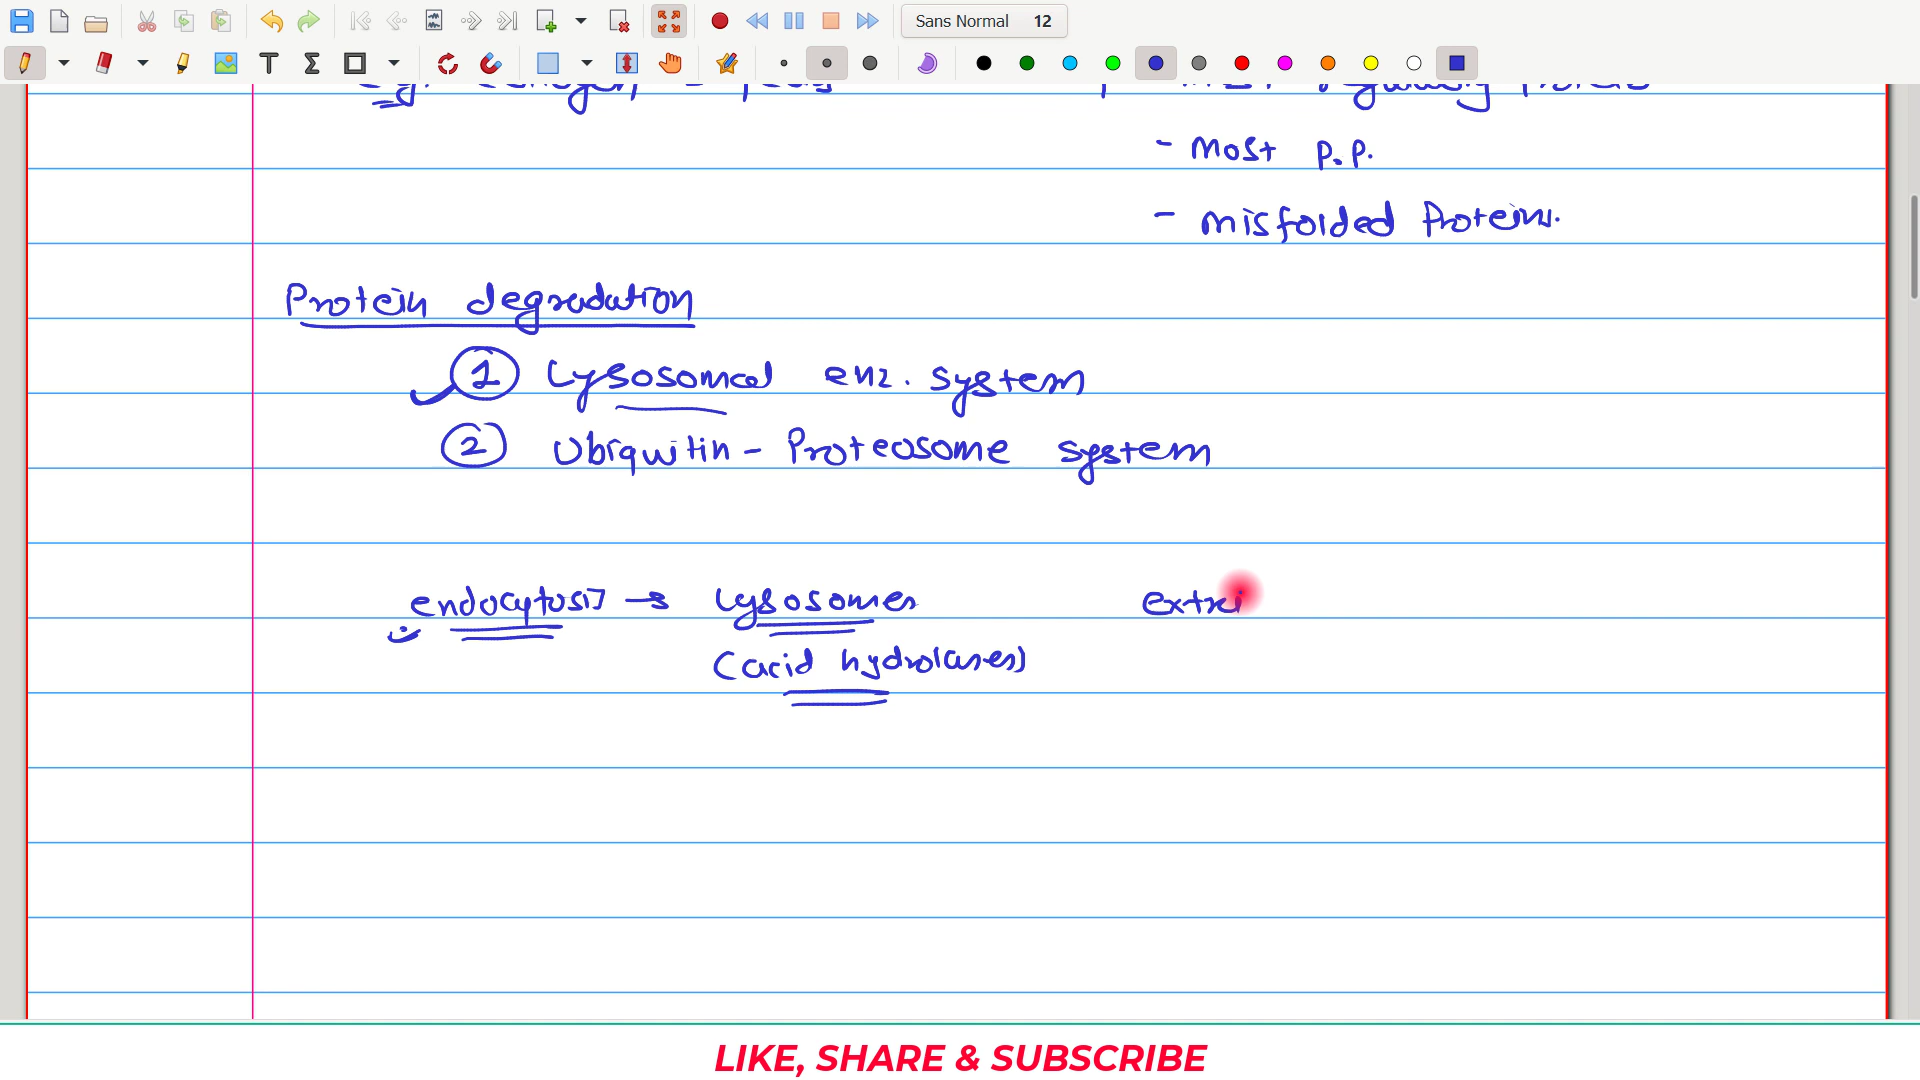 Sans Normal 12
- Most P.P.
- misfolded Proteins.
Protein degradation
1 Lysosomal enz. system
2 Ubiquitin - Proteosome system
endocytosis → Lysosomes extri
(acid hydrolases)
LIKE, SHARE & SUBSCRIBE